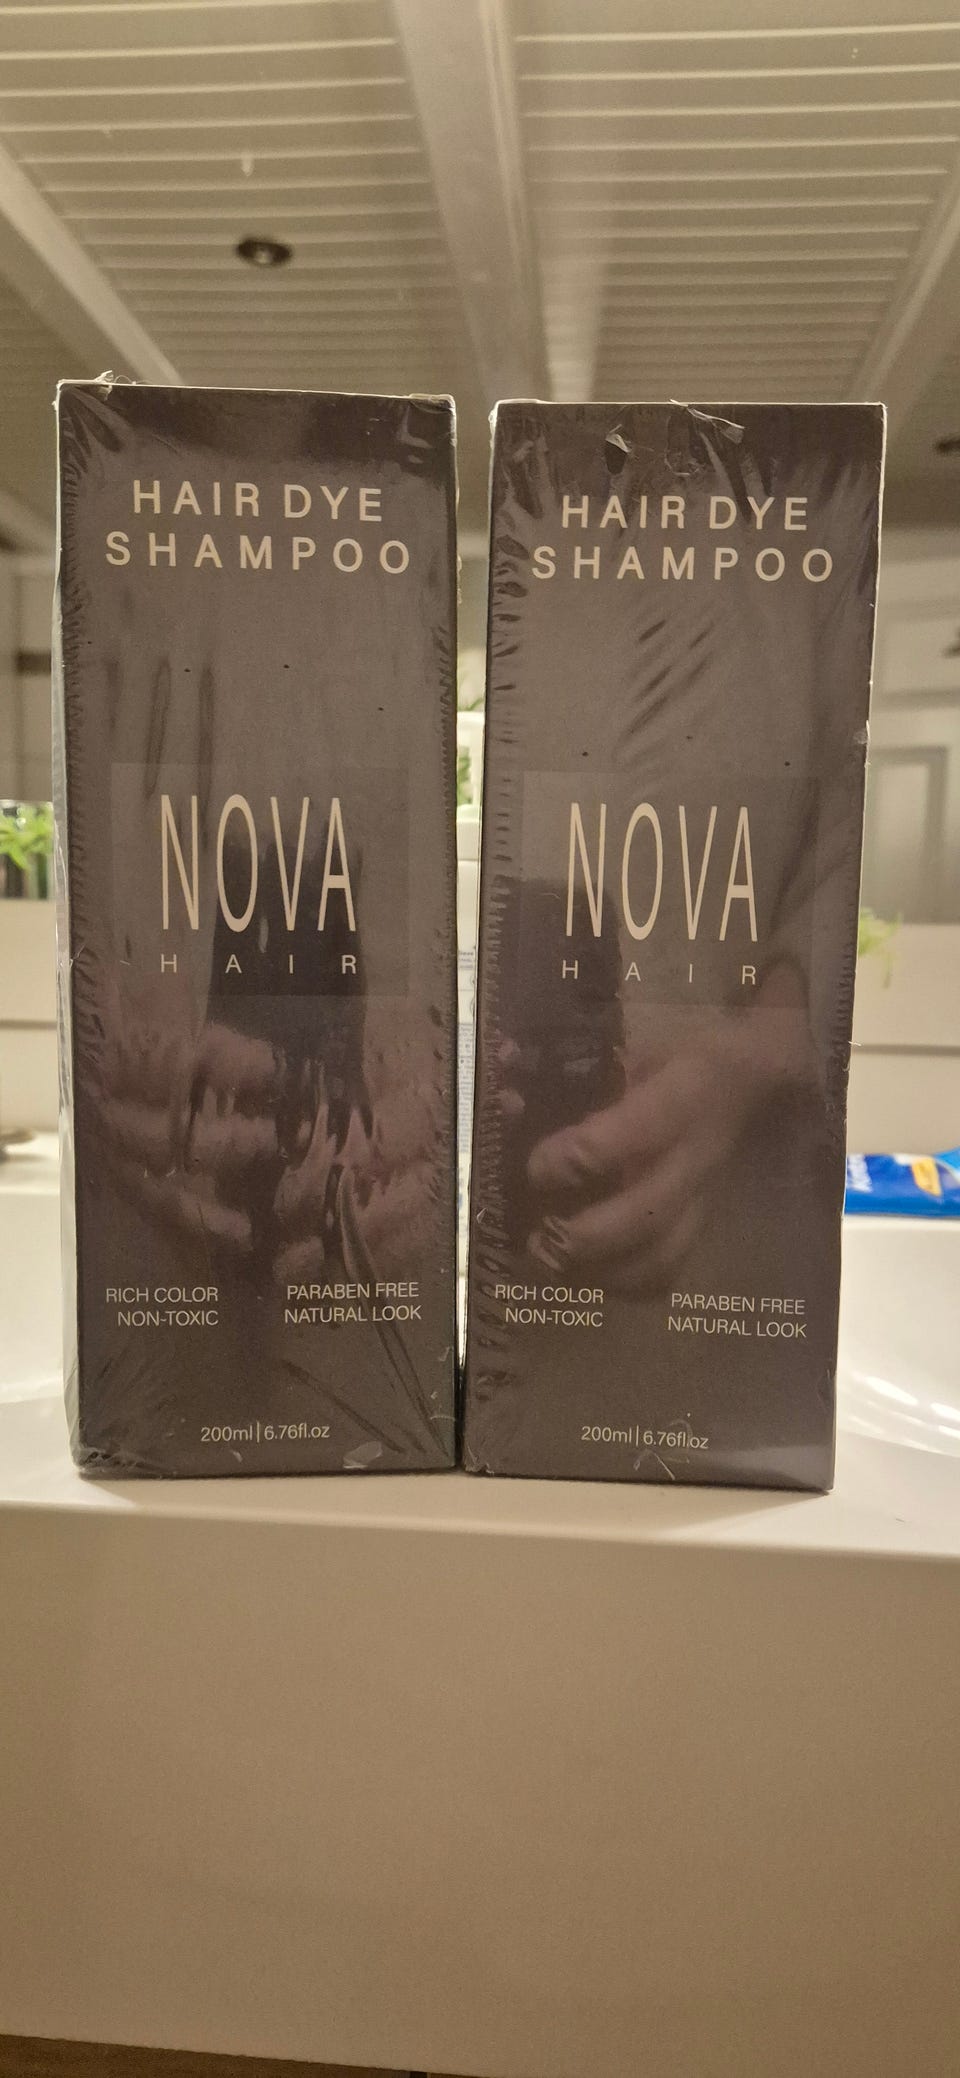 HAIR DYE
SHAMPOO
NOVA
HAIR
RICH COLOR
NON-TOXIC
PARABEN FREE
NATURAL LOOK
200ml|6.76fl.oz
HAIR DYE
SHAMPOO
NOVA
HAIR
RICH COLOR
NON-TOXIC
PARABEN FREE
NATURAL LOOK
200ml|6.76fl.oz